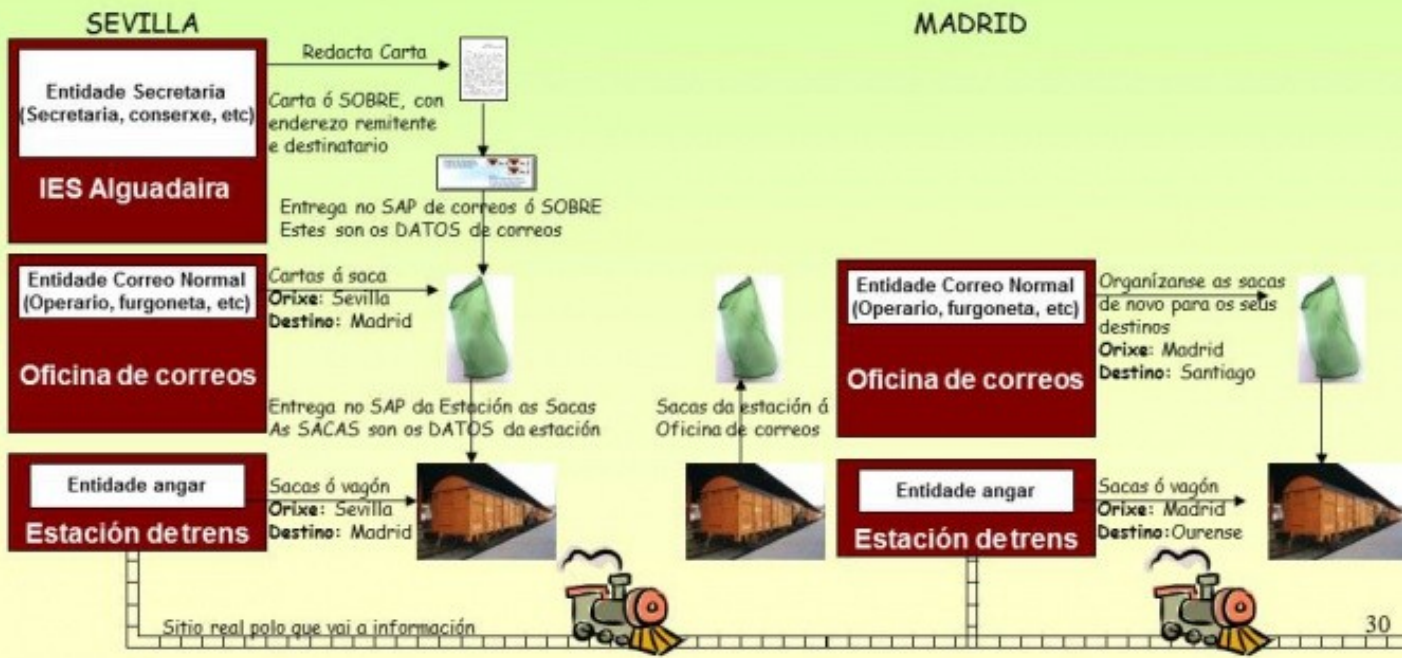 SEVILLA
MADRID
Entidade Secretaria
(Secretaria, conserxe, etc)
IES Alguadaira
Redacta Carta
Carta ó SOBRE, con
enderezo remitente
e destinatario
Entrega no SAP de correos ó SOBRE
Estes son os DATOS de correos
Entidade Correo Normal
(Operario, furgoneta, etc)
Oficina de correos
Cartas á saca
Orixe: Sevilla
Destino: Madrid
Entrega no SAP da Estación as Sacas
As SACAS son os DATOS da estación
Entidade angar
Estación de trens
Sacas ó vagón
Orixe: Sevilla
Destino: Madrid
Sacas da estación á
Oficina de correos
Entidade Correo Normal
(Operario, furgoneta, etc)
Oficina de correos
Organízanse as sacas
de novo para os seus
destinos
Orixe: Madrid
Destino: Santiago
Entidade angar
Estación de trens
Sacas ó vagón
Orixe: Madrid
Destino:Ourense
Sitio real polo que vai a información
30